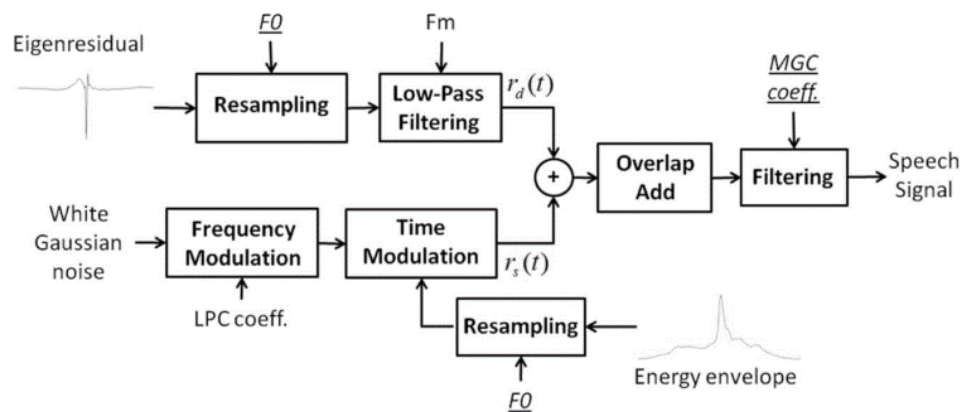 Eigenresidual
F0
Fm
Resampling
Low-Pass
Filtering
r_d(t)
MGC
coeff.
+
Overlap
Add
Filtering
Speech
Signal
White
Gaussian
noise
Frequency
Modulation
Time
Modulation
r_s(t)
LPC coeff.
Resampling
F0
Energy envelope